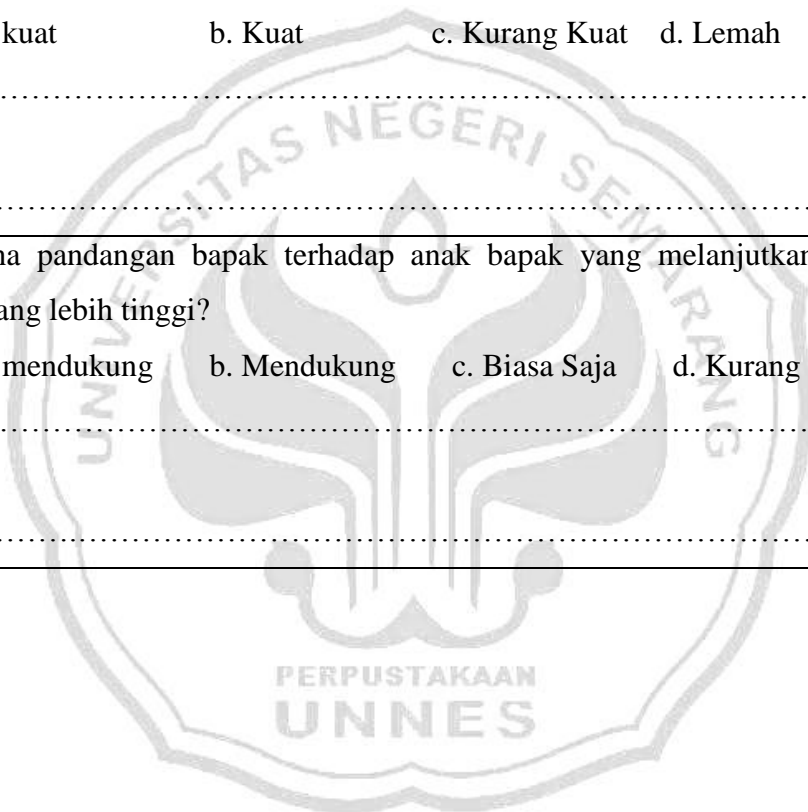 kuat b. Kuat c. Kurang Kuat d. Lemah
……………………………………………………………………
UNIVERSITAS NEGERI SEMARANG
……………………………………………………………………
na pandangan bapak terhadap anak bapak yang melanjutkan
ang lebih tinggi?
mendukung b. Mendukung c. Biasa Saja d. Kurang
……………………………………………………………………
……………………………………………………………………
PERPUSTAKAAN
UNNES